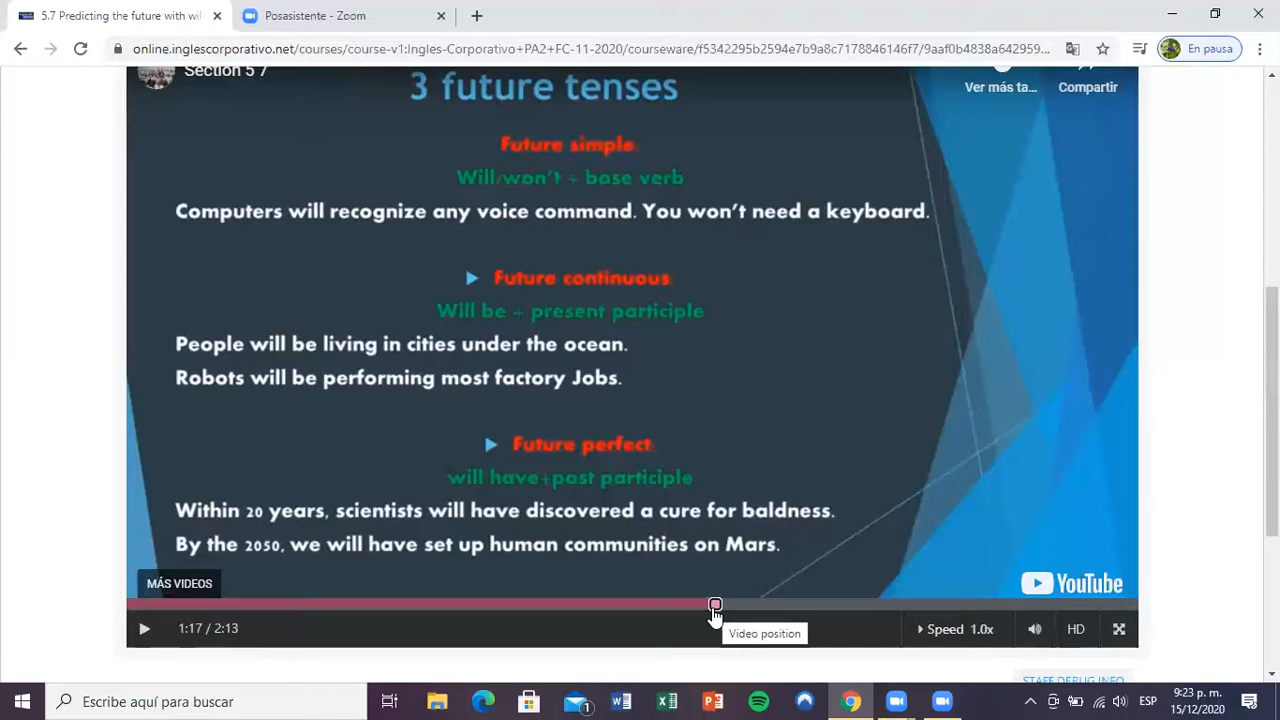 5.7 Predicting the future with wil
Posasistente - Zoom
online.inglescorporativo.net/courses/course-v1:Ingles-Corporativo+PA2+FC-11-2020/courseware/f5342295b2594e7b9a8c7178846146f7/9aaf0b4838a642959...
En pausa
Section 5 7
Ver más ta...
Compartir
3 future tenses
Future simple
Will/won't + base verb
Computers will recognize any voice command. You won't need a keyboard.
Future continuous
Will be + present participle
People will be living in cities under the ocean.
Robots will be performing most factory Jobs.
Future perfect
will have+past participle
Within 20 years, scientists will have discovered a cure for baldness.
By the 2050, we will have set up human communities on Mars.
MÁS VIDEOS
YouTube
1:17 / 2:13
Speed 1.0x
HD
Video position
STAFF DEBUG INFO
Escribe aquí para buscar
1
ESP
9:23 p. m.
15/12/2020